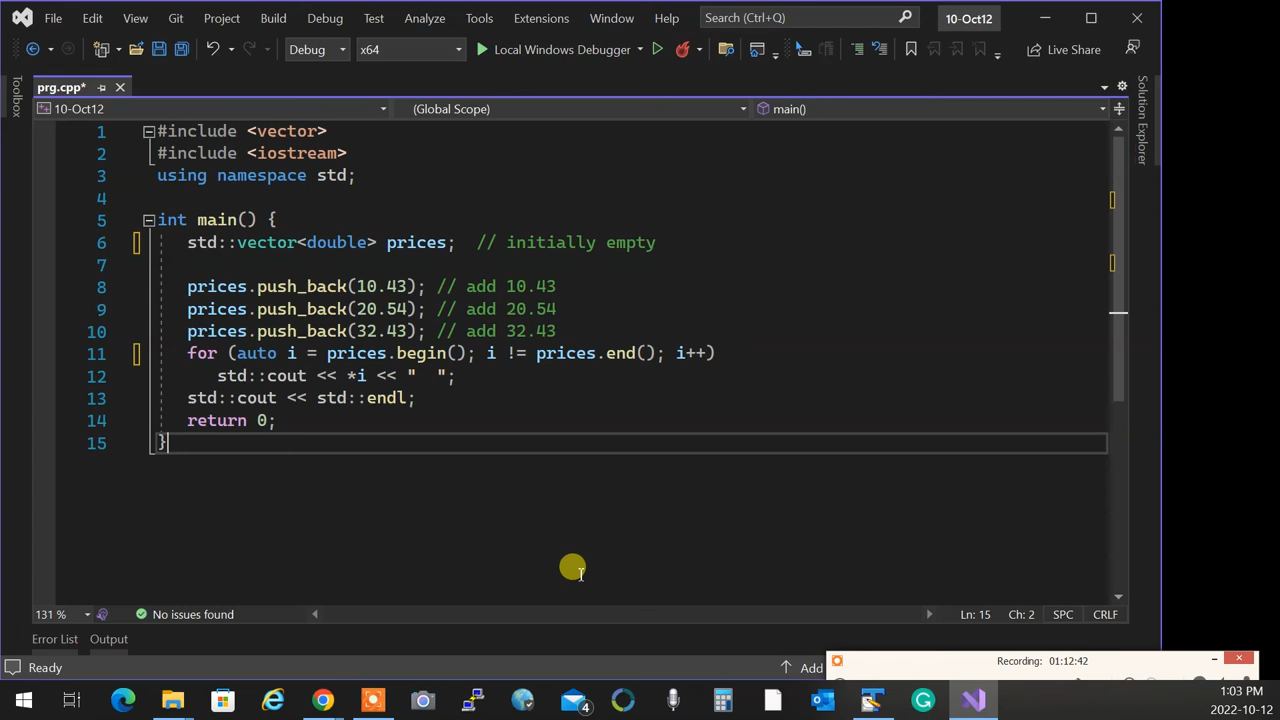 File Edit View Git Project Build Debug Test Analyze Tools Extensions Window Help Search (Ctrl+Q) 10-Oct12
Debug x64 Local Windows Debugger Live Share
prg.cpp*
10-Oct12 (Global Scope) main()
Toolbox
Solution Explorer
1 #include <vector>
2 #include <iostream>
3 using namespace std;
4
5 int main() {
6 std::vector<double> prices; // initially empty
7
8 prices.push_back(10.43); // add 10.43
9 prices.push_back(20.54); // add 20.54
10 prices.push_back(32.43); // add 32.43
11 for (auto i = prices.begin(); i != prices.end(); i++)
12 std::cout << *i << "  ";
13 std::cout << std::endl;
14 return 0;
15 }
131 % No issues found Ln: 15 Ch: 2 SPC CRLF
Error List Output
Ready Add
Recording: 01:12:42
4
1:03 PM
2022-10-12